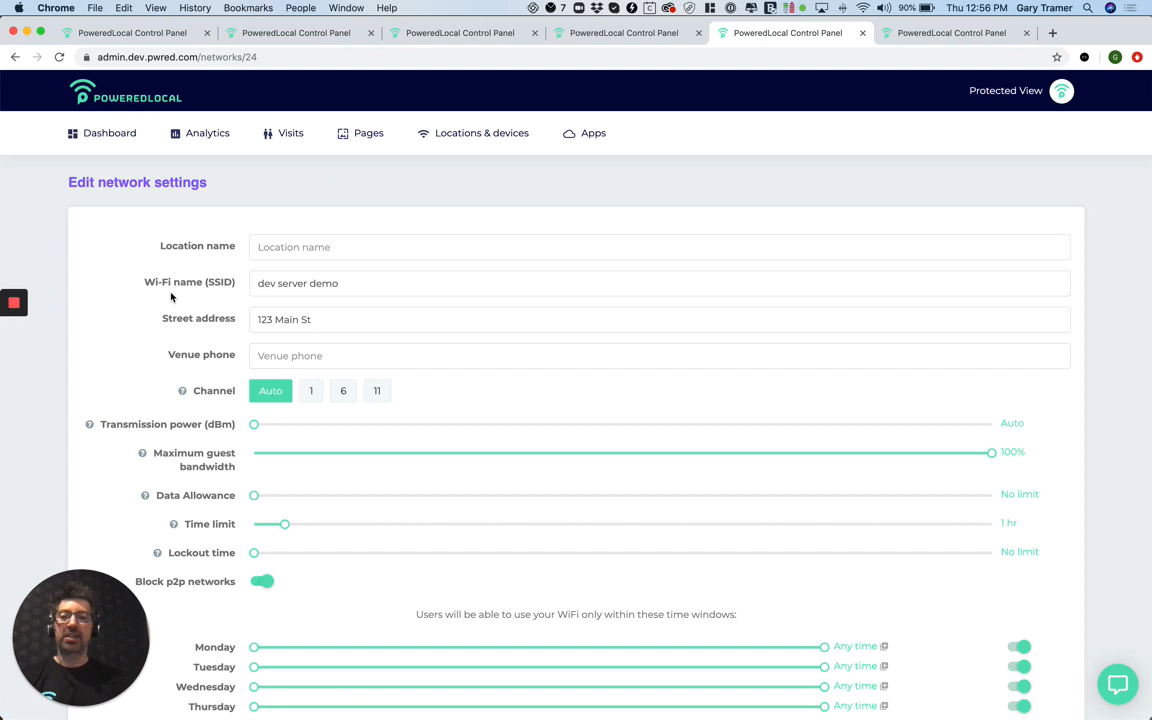 Chrome File Edit View History Bookmarks People Window Help 7 90% Thu 12:56 PM Gary Tramer
PoweredLocal Control Panel PoweredLocal Control Panel PoweredLocal Control Panel PoweredLocal Control Panel PoweredLocal Control Panel PoweredLocal Control Panel
admin.dev.pwred.com/networks/24 G
POWEREDLOCAL Protected View
Dashboard Analytics Visits Pages Locations & devices Apps
Edit network settings
Location name Location name
Wi-Fi name (SSID) dev server demo
Street address 123 Main St
Venue phone Venue phone
Channel Auto 1 6 11
Transmission power (dBm) Auto
Maximum guest bandwidth 100%
Data Allowance No limit
Time limit 1 hr
Lockout time No limit
Block p2p networks
Users will be able to use your WiFi only within these time windows:
Monday Any time
Tuesday Any time
Wednesday Any time
Thursday Any time